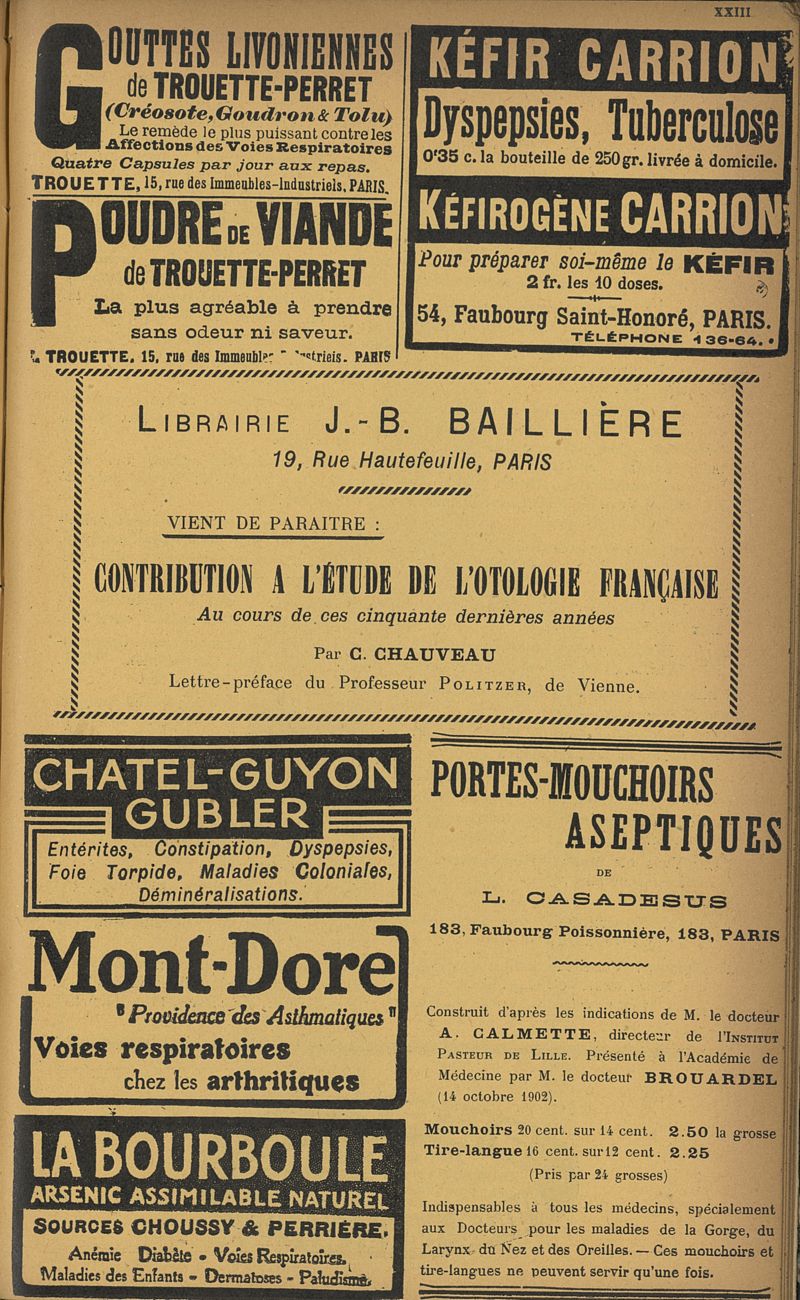 XXIII
GOUTTES LIVONIENNES
de TROUETTE-PERRET
(Créosote, Goudron & Tolu)
Le remède le plus puissant contre les
Affections des Voies Respiratoires
Quatre Capsules par jour aux repas.
TROUETTE, 15, rue des Immeubles-Industriels, PARIS.
POUDRE DE VIANDE
de TROUETTE-PERRET
La plus agréable à prendre
sans odeur ni saveur.
TROUETTE. 15, rue des PARIS
KÉFIR CARRION
Dyspepsies, Tuberculose
0f35 c. la bouteille de 250gr. livrée à domicile.
KÉFIROGÈNE CARRION
Pour préparer soi-même le KÉFIR
2 fr. les 10 doses.
54, Faubourg Saint-Honoré, PARIS.
TÉLÉPHONE 136-64.
LIBRAIRIE J.-B. BAILLIÈRE
19, Rue Hautefeuille, PARIS
VIENT DE PARAITRE :
CONTRIBUTION A L'ÉTUDE DE L'OTOLOGIE FRANÇAISE
Au cours de ces cinquante dernières années
Par C. CHAUVEAU
Lettre-préface du Professeur POLITZER, de Vienne.
CHATEL-GUYON
GUBLER
Entérites, Constipation, Dyspepsies,
Foie Torpide, Maladies Coloniales,
Déminéralisations.
Mont-Dore
"Providence des Asthmatiques"
Voies respiratoires
chez les arthritiques
LA BOURBOULE
ARSENIC ASSIMILABLE NATUREL
SOURCES CHOUSSY & PERRIÈRE.
Anémie Diabète - Voies Respiratoires,
Maladies des Enfants - Dermatoses - Paludisme.
PORTES-MOUCHOIRS
ASEPTIQUES
DE
L. CASADESUS
183, Faubourg Poissonnière, 183, PARIS
Construit d'après les indications de M. le docteur
A. CALMETTE, directeur de l'INSTITUT
PASTEUR DE LILLE. Présenté à l'Académie de
Médecine par M. le docteur BROUARDEL
(14 octobre 1902).
Mouchoirs 20 cent. sur 14 cent. 2.50 la grosse
Tire-langue 16 cent. sur 12 cent. 2.25
(Pris par 24 grosses)
Indispensables à tous les médecins, spécialement
aux Docteurs pour les maladies de la Gorge, du
Larynx du Nez et des Oreilles. — Ces mouchoirs et
tire-langues ne peuvent servir qu'une fois.